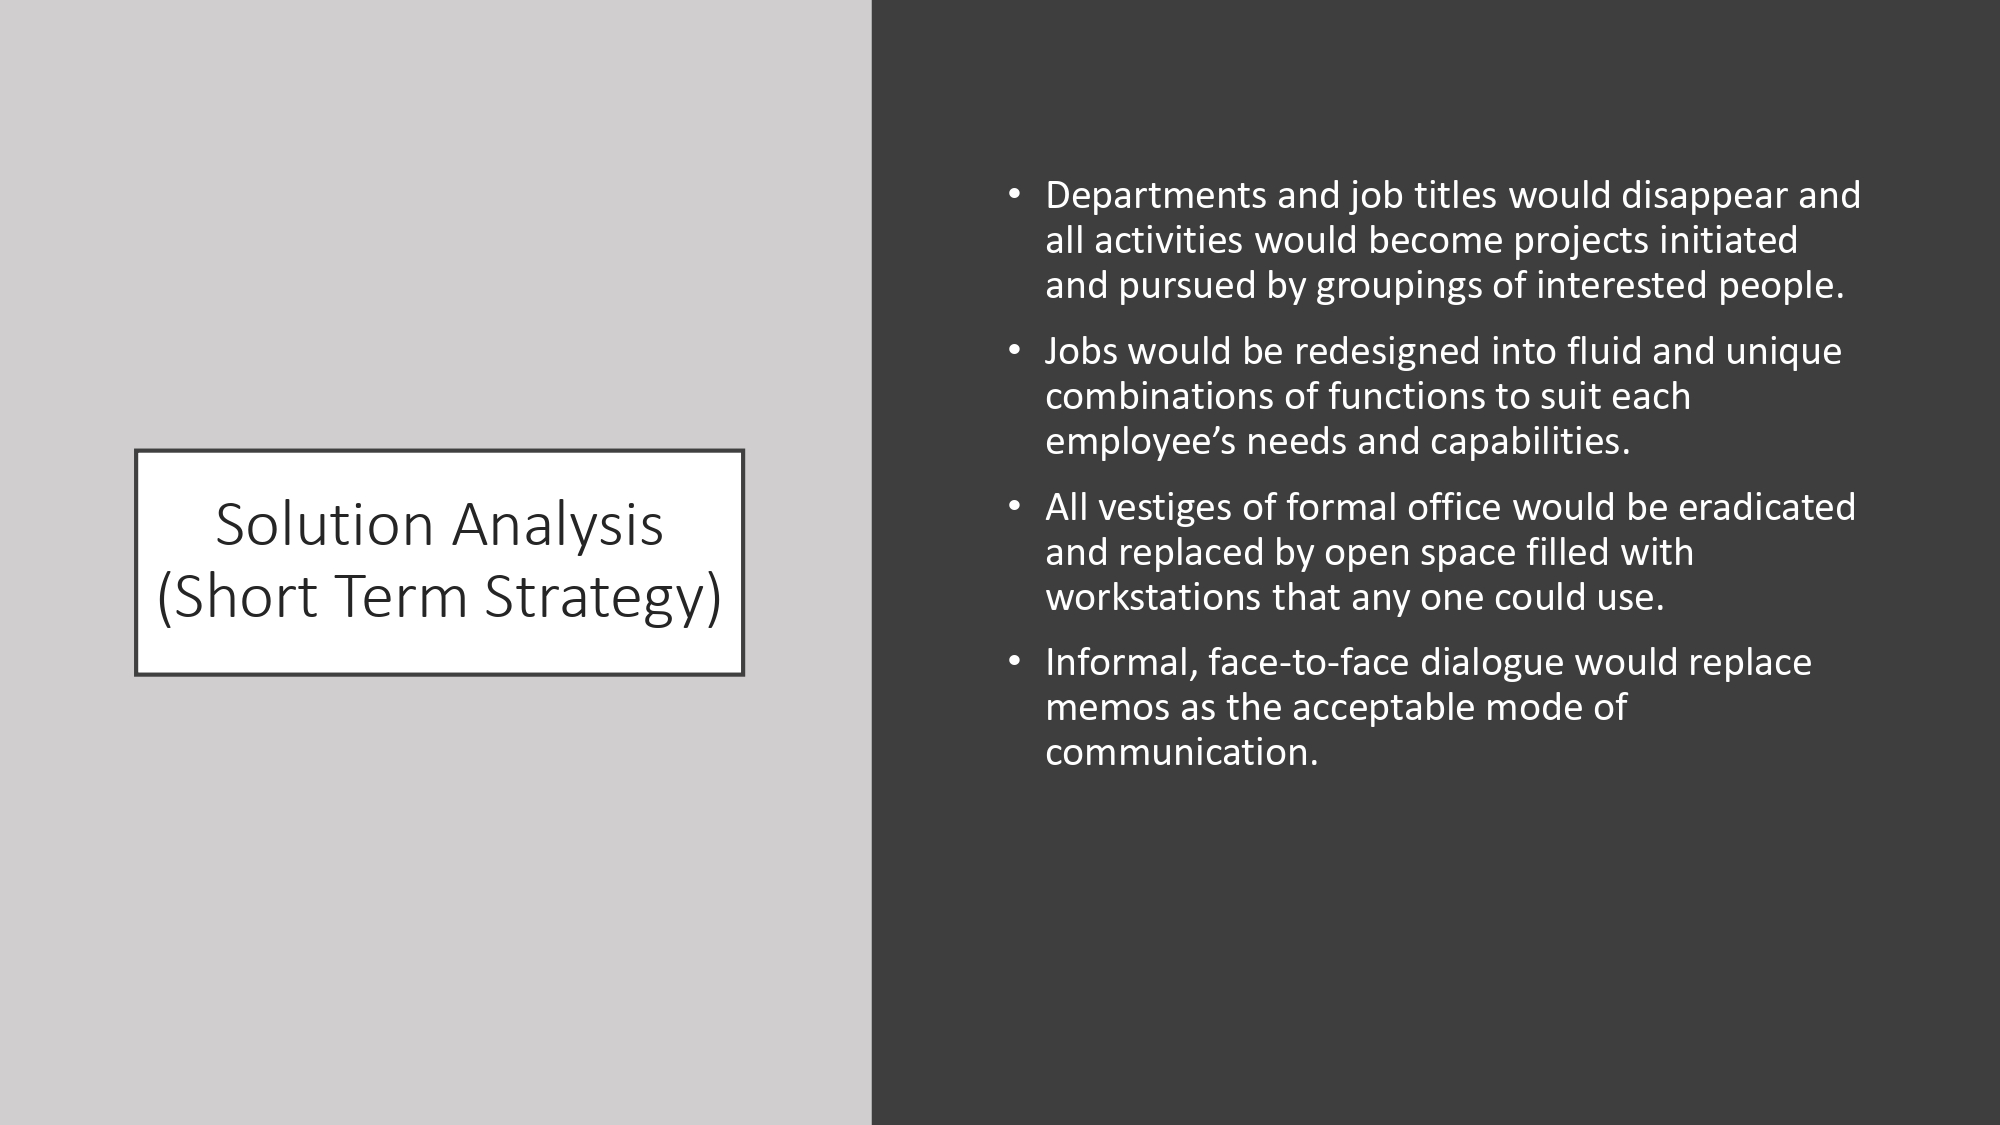 Solution Analysis
(Short Term Strategy)
• Departments and job titles would disappear and
all activities would become projects initiated
and pursued by groupings of interested people.
• Jobs would be redesigned into fluid and unique
combinations of functions to suit each
employee’s needs and capabilities.
• All vestiges of formal office would be eradicated
and replaced by open space filled with
workstations that any one could use.
• Informal, face-to-face dialogue would replace
memos as the acceptable mode of
communication.